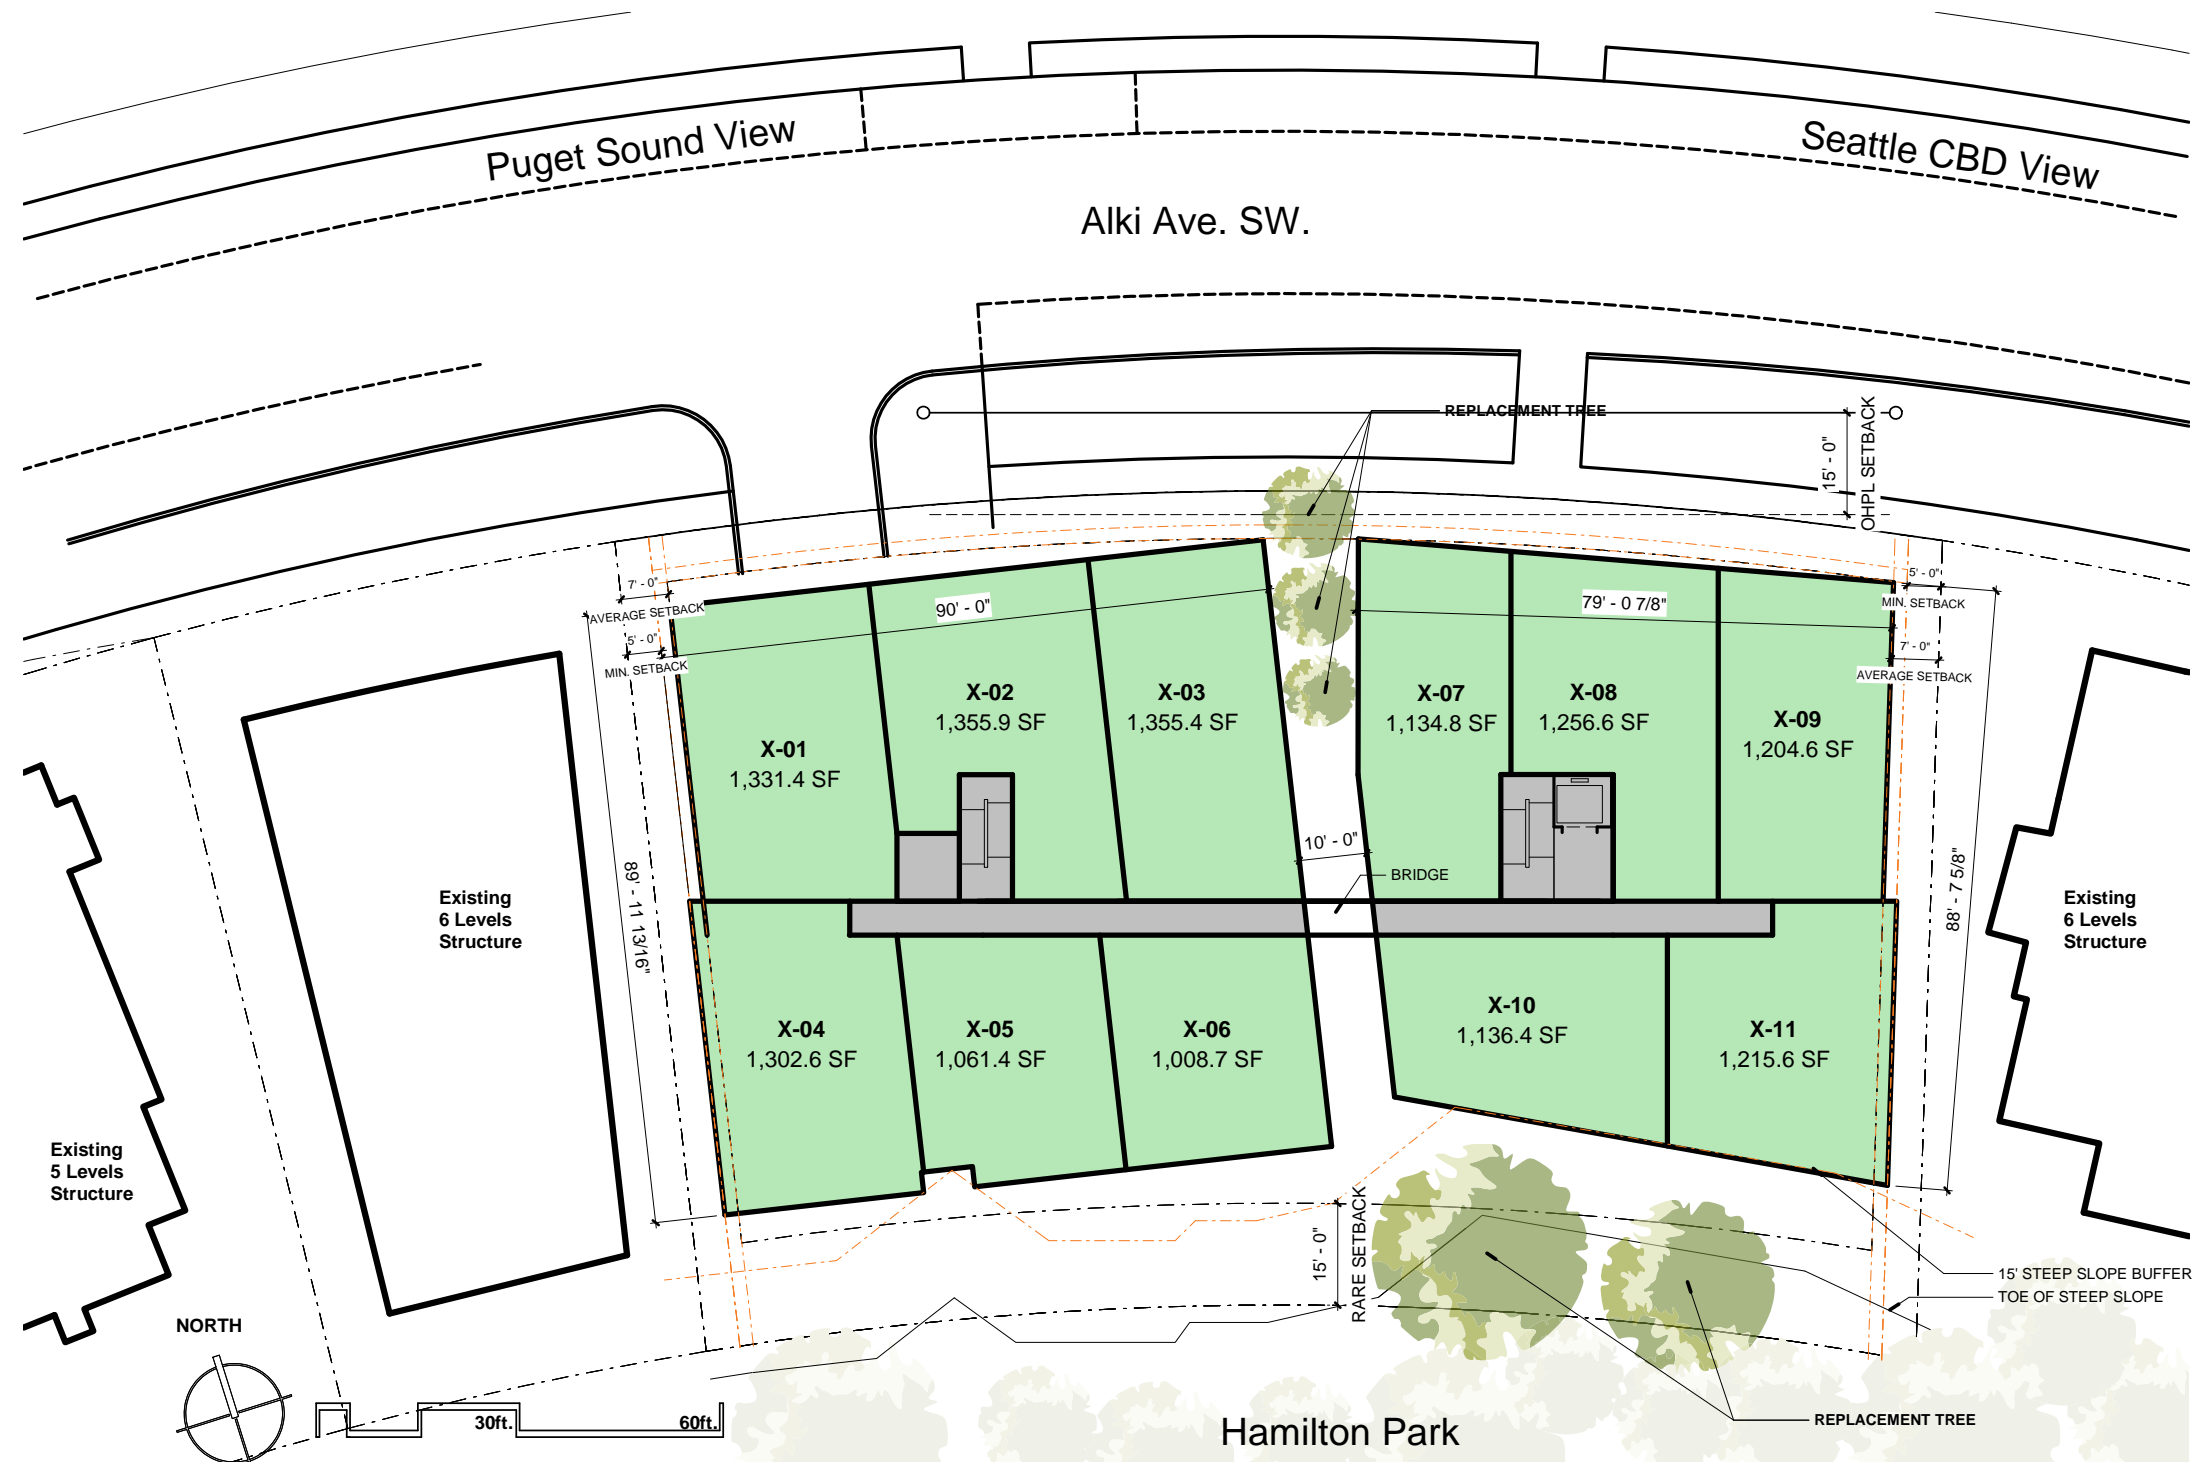 Puget Sound View
Seattle CBD View
Alki Ave. SW.
REPLACEMENT TREE
15' - 0"
OHPL SETBACK
7' - 0"
AVERAGE SETBACK
5' - 0"
MIN. SETBACK
90' - 0"
79' - 0 7/8"
5' - 0"
MIN. SETBACK
7' - 0"
AVERAGE SETBACK
X-01
1,331.4 SF
X-02
1,355.9 SF
X-03
1,355.4 SF
X-07
1,134.8 SF
X-08
1,256.6 SF
X-09
1,204.6 SF
10' - 0"
BRIDGE
89' - 11 13/16"
88' - 7 5/8"
Existing
6 Levels
Structure
Existing
6 Levels
Structure
X-04
1,302.6 SF
X-05
1,061.4 SF
X-06
1,008.7 SF
X-10
1,136.4 SF
X-11
1,215.6 SF
Existing
5 Levels
Structure
15' - 0"
RARE SETBACK
15' STEEP SLOPE BUFFER
TOE OF STEEP SLOPE
NORTH
30ft.
60ft.
Hamilton Park
REPLACEMENT TREE